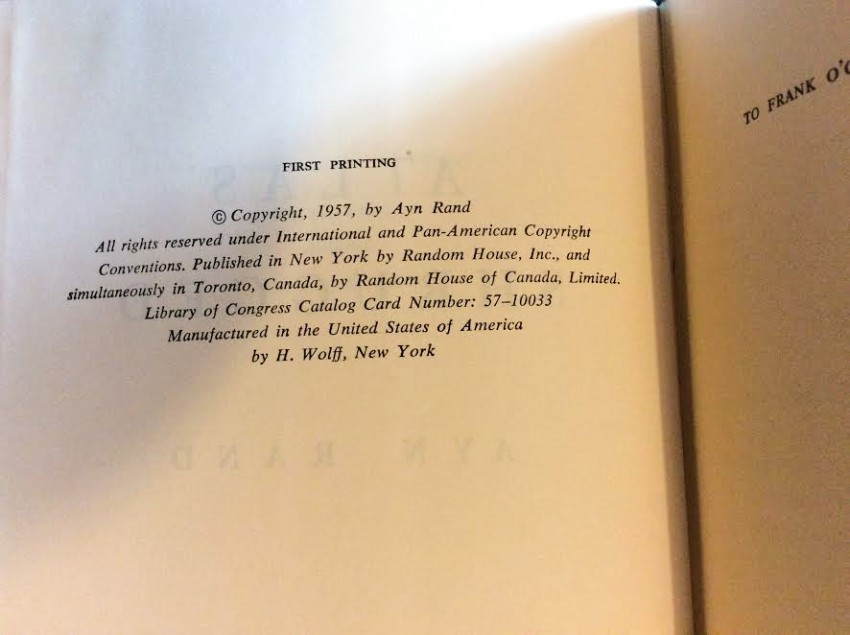 FIRST PRINTING
© Copyright, 1957, by Ayn Rand
All rights reserved under International and Pan-American Copyright
Conventions. Published in New York by Random House, Inc., and
simultaneously in Toronto, Canada, by Random House of Canada, Limited.
Library of Congress Catalog Card Number: 57–10033
Manufactured in the United States of America
by H. Wolff, New York
AYN RAND
TO FRANK